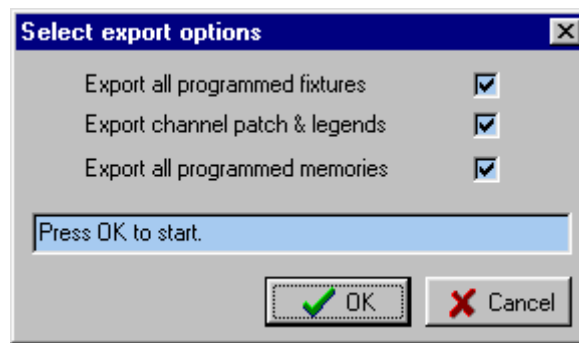 Select export options
Export all programmed fixtures
Export channel patch & legends
Export all programmed memories
Press OK to start.
OK Cancel